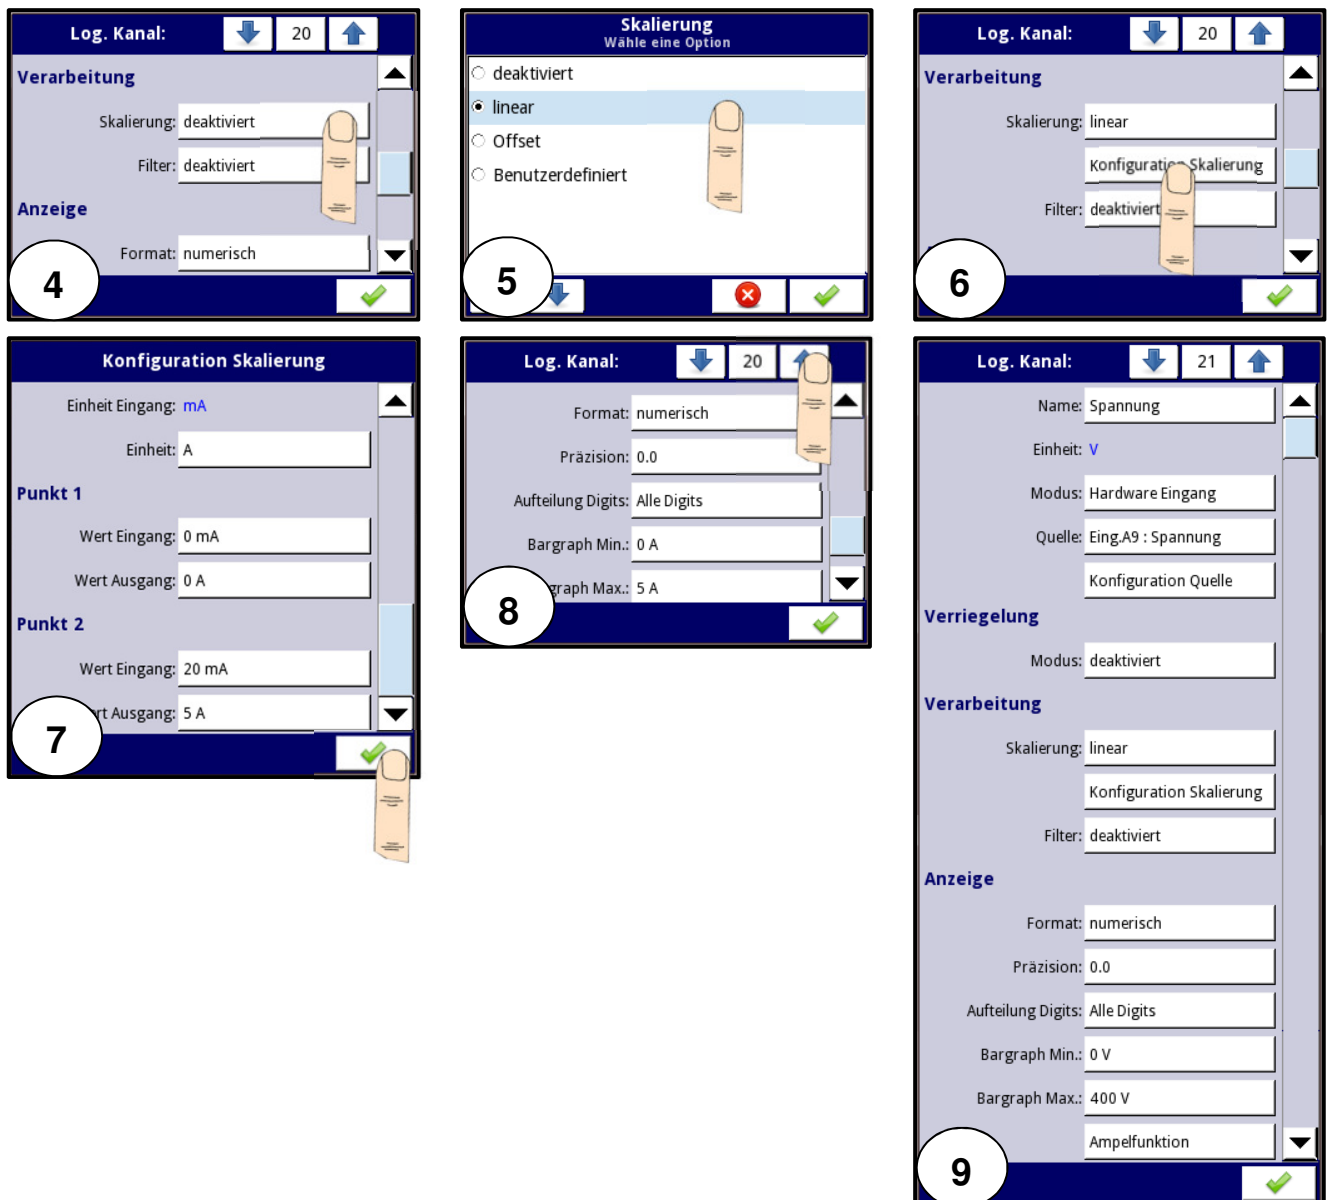 Log. Kanal: 20
Verarbeitung
Skalierung: deaktiviert
Filter: deaktiviert
Anzeige
Format: numerisch
4
Skalierung
Wähle eine Option
deaktiviert
linear
Offset
Benutzerdefiniert
5
Log. Kanal: 20
Verarbeitung
Skalierung: linear
Konfiguration Skalierung
Filter: deaktiviert
6
Konfiguration Skalierung
Einheit Eingang: mA
Einheit: A
Punkt 1
Wert Eingang: 0 mA
Wert Ausgang: 0 A
Punkt 2
Wert Eingang: 20 mA
rt Ausgang: 5 A
7
Log. Kanal: 20
Format: numerisch
Präzision: 0.0
Aufteilung Digits: Alle Digits
Bargraph Min.: 0 A
graph Max.: 5 A
8
Log. Kanal: 21
Name: Spannung
Einheit: V
Modus: Hardware Eingang
Quelle: Eing.A9 : Spannung
Konfiguration Quelle
Verriegelung
Modus: deaktiviert
Verarbeitung
Skalierung: linear
Konfiguration Skalierung
Filter: deaktiviert
Anzeige
Format: numerisch
Präzision: 0.0
Aufteilung Digits: Alle Digits
Bargraph Min.: 0 V
Bargraph Max.: 400 V
Ampelfunktion
9